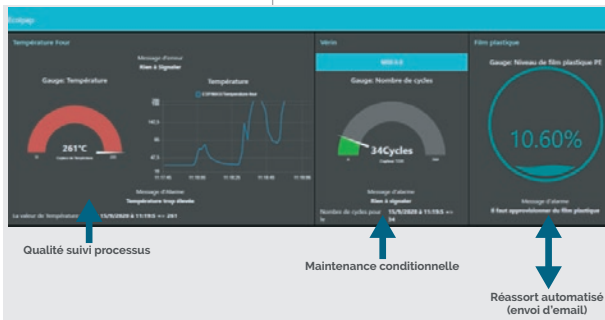 Température Four
Message d'erreur
Rien à Signaler
Gauge: Température
261°C
Température
Message d'Alarme:
Température trop élevée
La valeur de température
15/9/2020 à 11:19:5 => 261
Vérin
Gauge: Nombre de cycles
34Cycles
Message d'alarme
Rien à signaler
Nombre de cycles pour le
15/9/2020 à 11:19:5 =>
34
Film plastique
Gauge: Niveau de film plastique PE
10.60%
Message d'alarme
Il faut approvisionner du film plastique
Qualité suivi processus
Maintenance conditionnelle
Réassort automatisé
(envoi d'email)